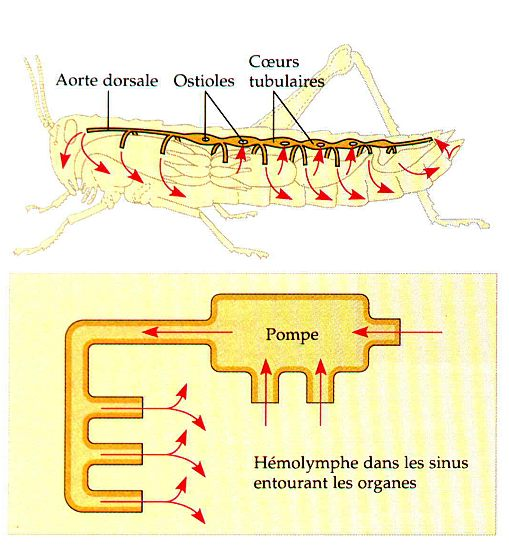 Aorte dorsale
Ostioles
Cœurs
tubulaires
Pompe
Hémolymphe dans les sinus
entourant les organes